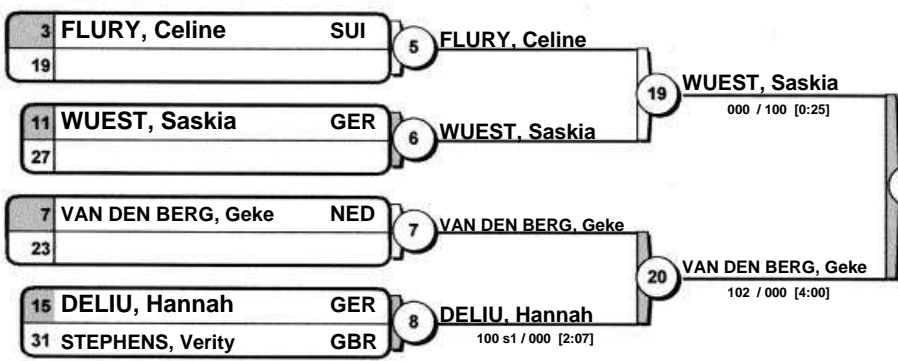 3 FLURY, Celine SUI
19
5
FLURY, Celine
11 WUEST, Saskia GER
27
6
WUEST, Saskia
19
WUEST, Saskia
000 / 100 [0:25]
7 VAN DEN BERG, Geke NED
23
7
VAN DEN BERG, Geke
15 DELIU, Hannah GER
31 STEPHENS, Verity GBR
8
DELIU, Hannah
100 s1 / 000 [2:07]
20
VAN DEN BERG, Geke
102 / 000 [4:00]